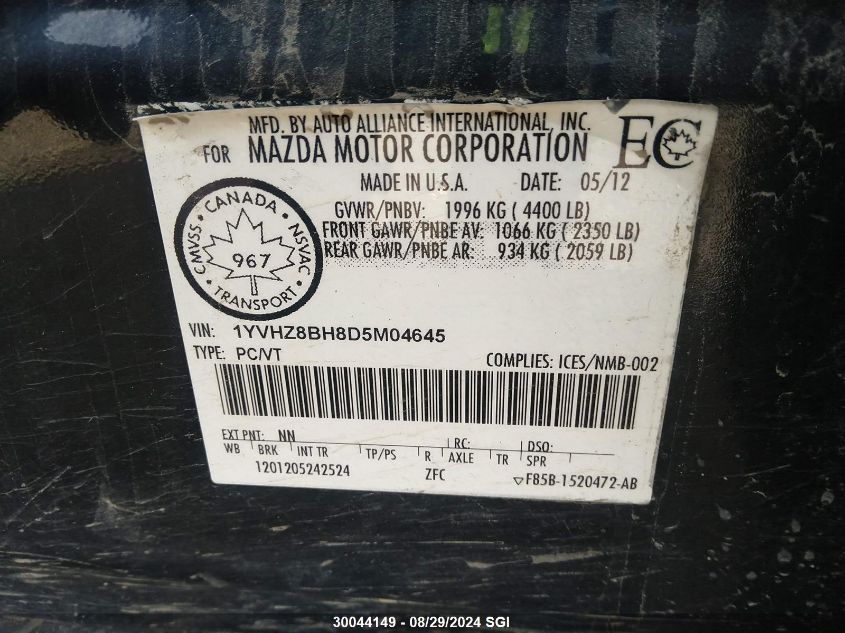 MFD. BY AUTO ALLIANCE INTERNATIONAL, INC.
FOR MAZDA MOTOR CORPORATION EC
MADE IN U.S.A. DATE: 05/12
GVWR/PNBV: 1996 KG ( 4400 LB)
FRONT GAWR/PNBE AV: 1066 KG ( 2350 LB)
REAR GAWR/PNBE AR: 934 KG ( 2059 LB)
CMVSS · CANADA · NSVAC
967
· TRANSPORT ·
VIN: 1YVHZ8BH8D5M04645
TYPE: PC/VT COMPLIES: ICES/NMB-002
EXT PNT: NN RC: DSO:
WB BRK INT TR TP/PS R AXLE TR SPR
1201205242524 ZFC ▽F85B-1520472-AB
30044149 - 08/29/2024 SGI